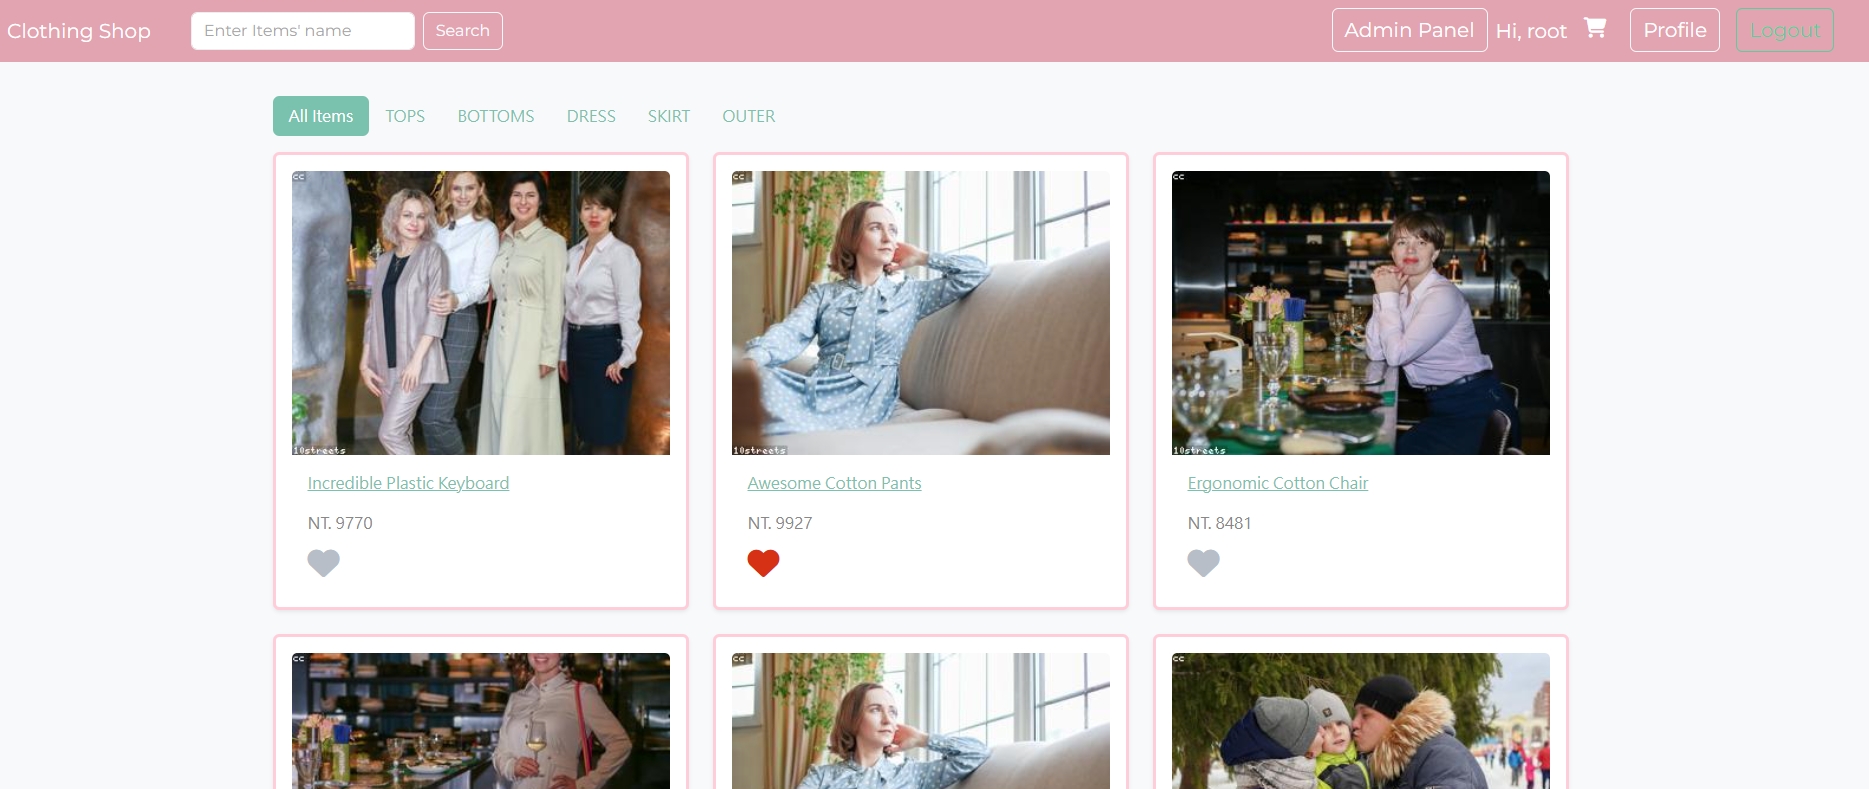 Clothing Shop
Enter Items' name
Search
Admin Panel
Hi, root
Profile
Logout
All Items
TOPS
BOTTOMS
DRESS
SKIRT
OUTER
cc
10streets
Incredible Plastic Keyboard
NT. 9770
cc
10streets
Awesome Cotton Pants
NT. 9927
cc
10streets
Ergonomic Cotton Chair
NT. 8481
cc
cc
cc